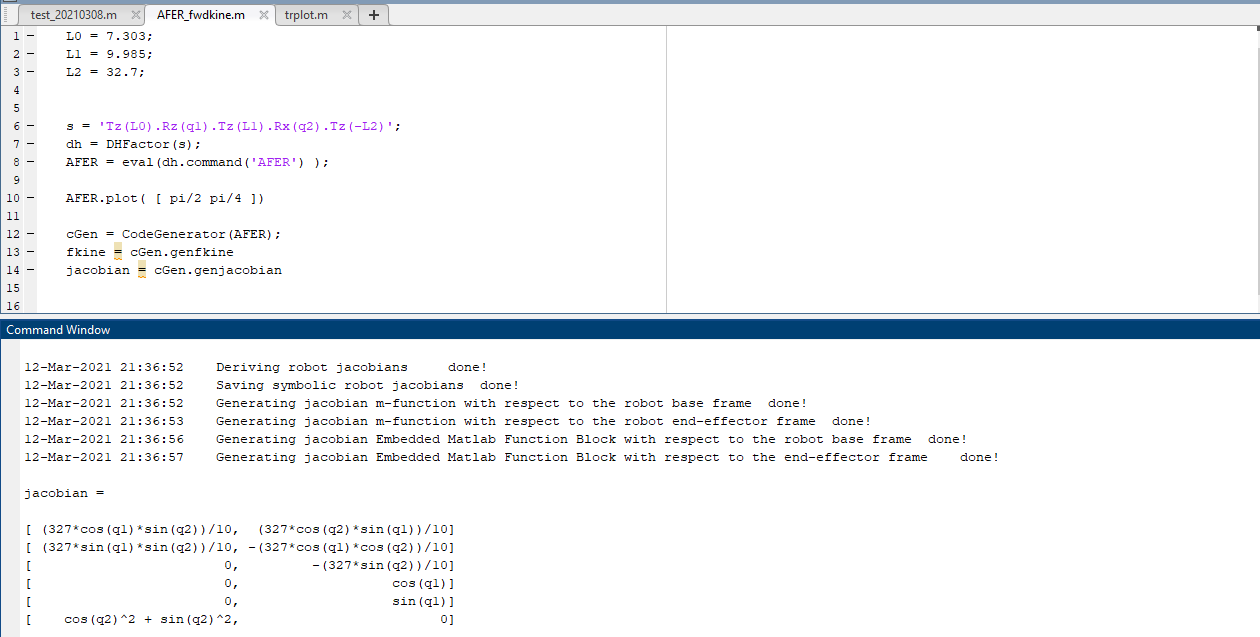 test_20210308.m × AFER_fwdkine.m × trplot.m × +
1 – L0 = 7.303;
2 – L1 = 9.985;
3 – L2 = 32.7;
4
5
6 – s = 'Tz(L0).Rz(q1).Tz(L1).Rx(q2).Tz(-L2)';
7 – dh = DHFactor(s);
8 – AFER = eval(dh.command('AFER') );
9
10 – AFER.plot( [ pi/2 pi/4 ])
11
12 – cGen = CodeGenerator(AFER);
13 – fkine = cGen.genfkine
14 – jacobian = cGen.genjacobian
15
16
Command Window
12-Mar-2021 21:36:52    Deriving robot jacobians     done!
12-Mar-2021 21:36:52    Saving symbolic robot jacobians  done!
12-Mar-2021 21:36:52    Generating jacobian m-function with respect to the robot base frame  done!
12-Mar-2021 21:36:53    Generating jacobian m-function with respect to the robot end-effector frame  done!
12-Mar-2021 21:36:56    Generating jacobian Embedded Matlab Function Block with respect to the robot base frame  done!
12-Mar-2021 21:36:57    Generating jacobian Embedded Matlab Function Block with respect to the end-effector frame    done!
jacobian =
[ (327*cos(q1)*sin(q2))/10,  (327*cos(q2)*sin(q1))/10]
[ (327*sin(q1)*sin(q2))/10, -(327*cos(q1)*cos(q2))/10]
[                        0,         -(327*sin(q2))/10]
[                        0,                   cos(q1)]
[                        0,                   sin(q1)]
[    cos(q2)^2 + sin(q2)^2,                         0]